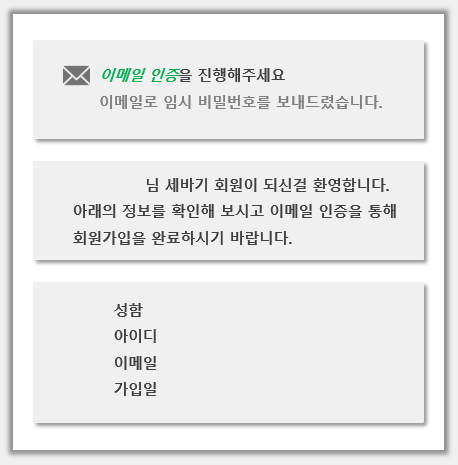 이메일 인증을 진행해주세요
이메일로 임시 비밀번호를 보내드렸습니다.
님 세바기 회원이 되신걸 환영합니다.
아래의 정보를 확인해 보시고 이메일 인증을 통해
회원가입을 완료하시기 바랍니다.
성함
아이디
이메일
가입일